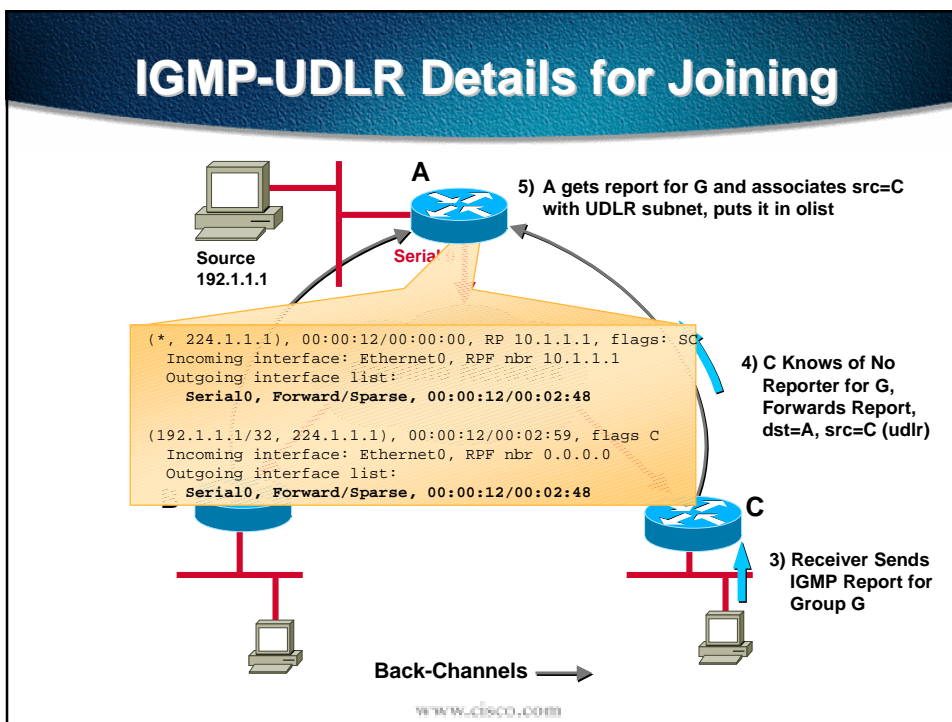 IGMP-UDLR Details for Joining
A
5) A gets report for G and associates src=C
with UDLR subnet, puts it in olist
Source
192.1.1.1
(*, 224.1.1.1), 00:00:12/00:00:00, RP 10.1.1.1, flags: SC
Incoming interface: Ethernet0, RPF nbr 10.1.1.1
Outgoing interface list:
Serial0, Forward/Sparse, 00:00:12/00:02:48
(192.1.1.1/32, 224.1.1.1), 00:00:12/00:02:59, flags C
Incoming interface: Ethernet0, RPF nbr 0.0.0.0
Outgoing interface list:
Serial0, Forward/Sparse, 00:00:12/00:02:48
4) C Knows of No
Reporter for G,
Forwards Report,
dst=A, src=C (udlr)
C
3) Receiver Sends
IGMP Report for
Group G
Back-Channels
www.cisco.com